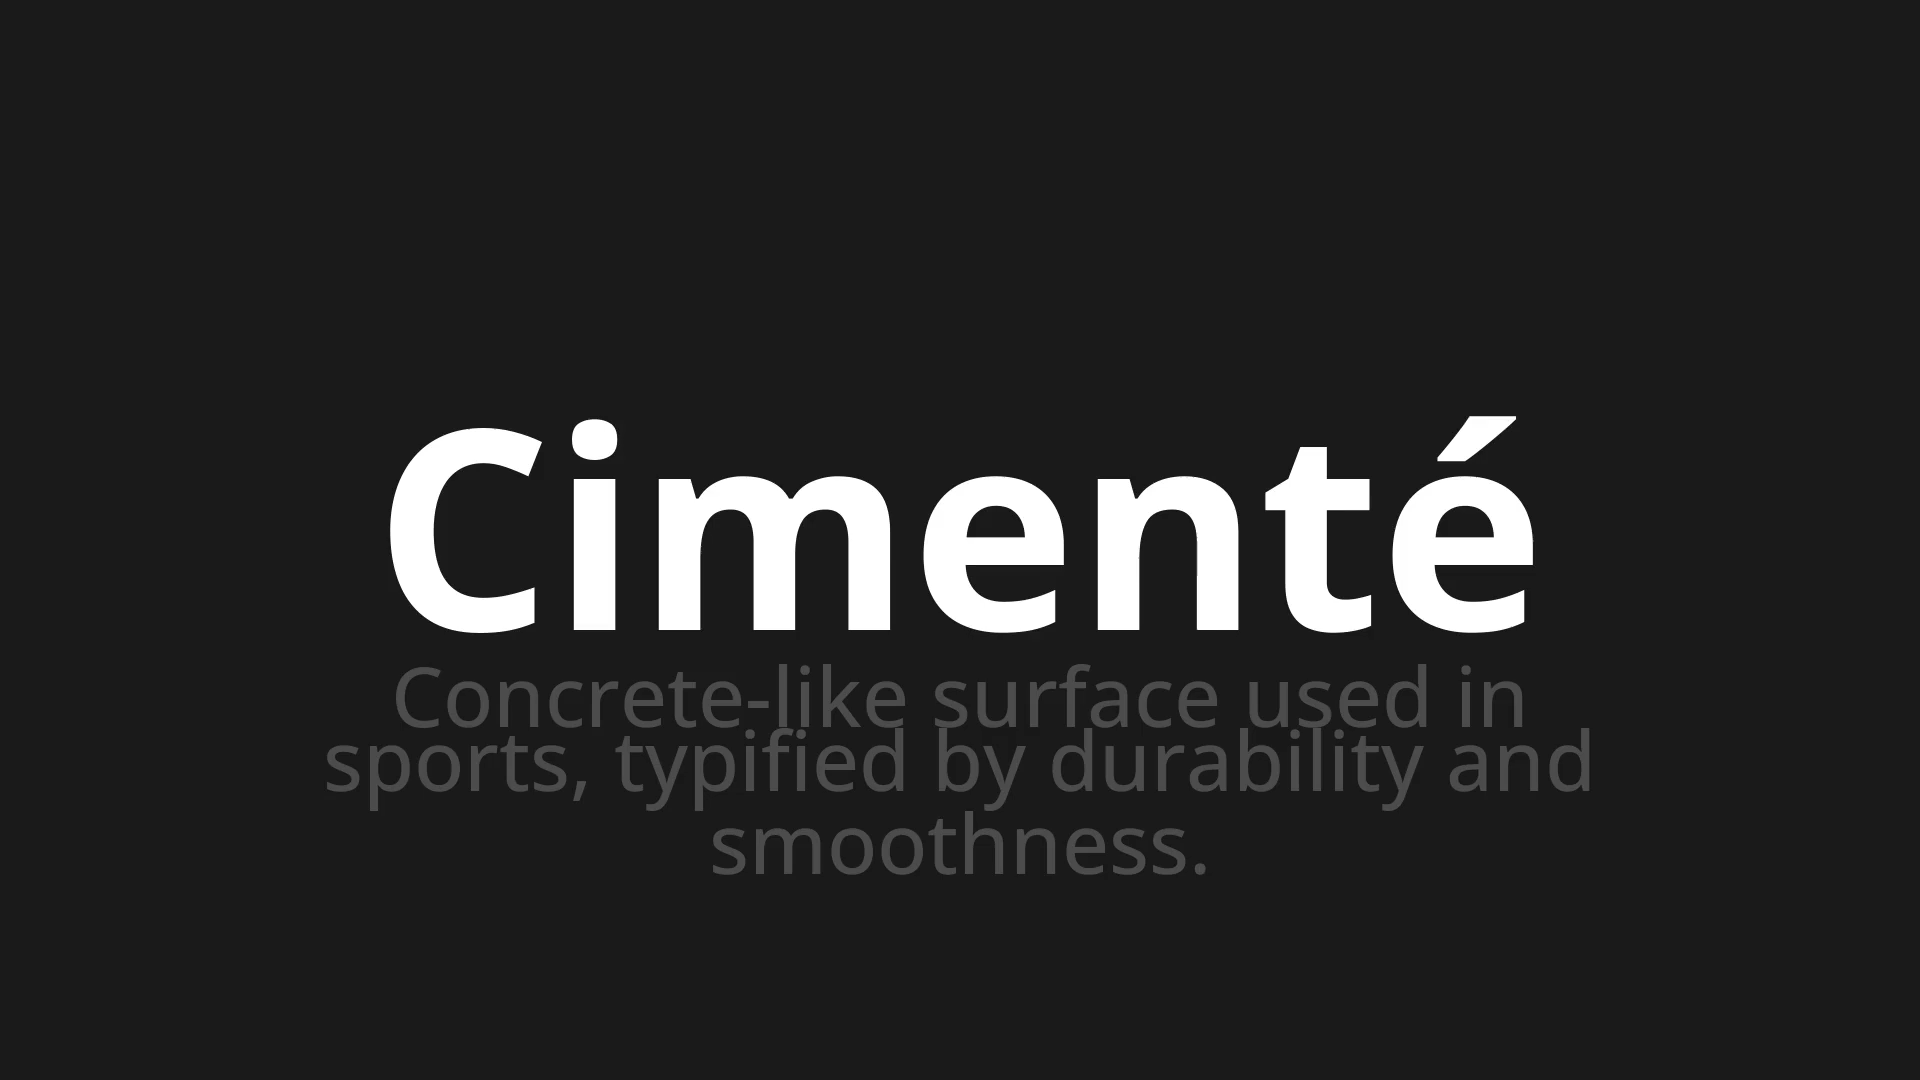 Cimenté
Concrete-like surface used in
sports, typified by durability and
smoothness.